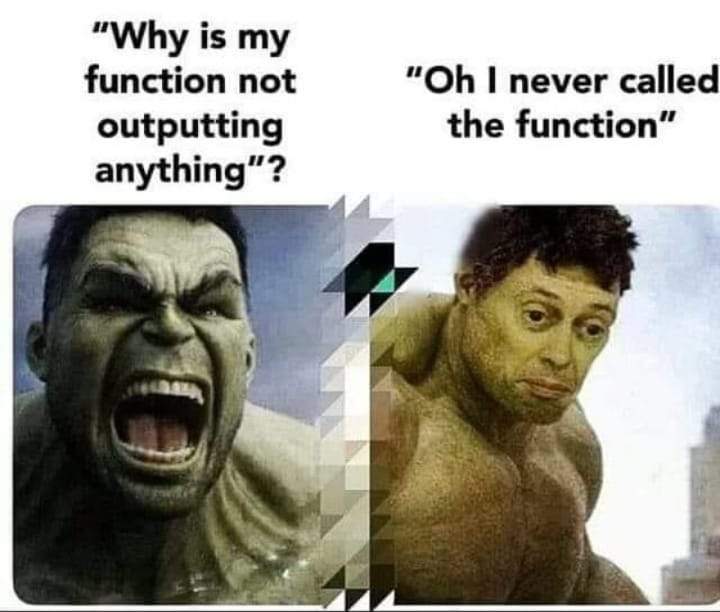 "Why is my
function not
outputting
anything"?
"Oh I never called
the function"